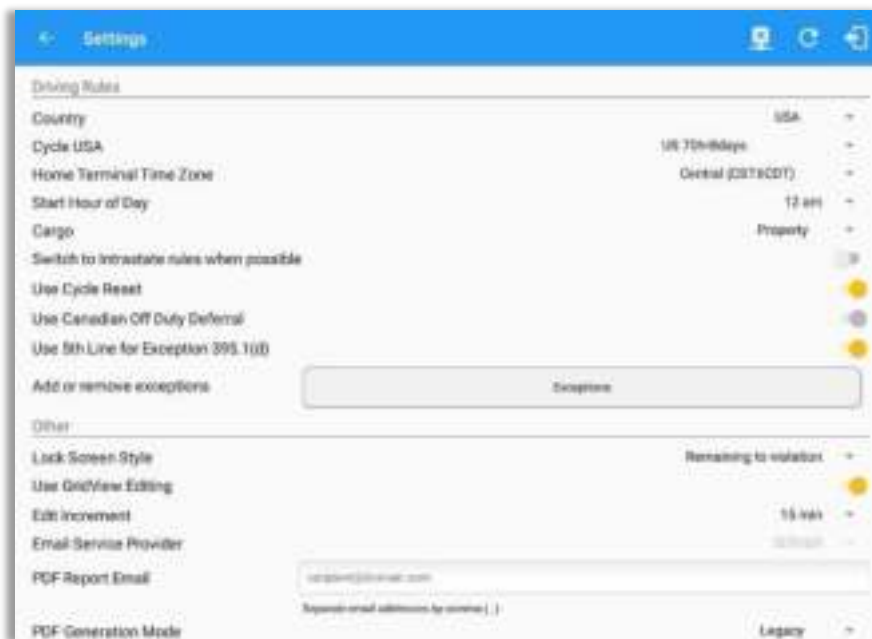 Settings
Driving Rules
Country USA
Cycle USA US 70hr/8days
Home Terminal Time Zone Central (CST6CDT)
Start Hour of Day 12 am
Cargo Property
Switch to Intrastate rules when possible
Use Cycle Reset
Use Canadian Off Duty Deferral
Use 5th Line for Exception 395.1(d)
Add or remove exceptions Exceptions
Other
Lock Screen Style Remaining to violation
Use GridView Editing
Edit Increment 15 min
Email Service Provider
PDF Report Email
Separate email addresses by comma (,)
PDF Generation Mode Legacy